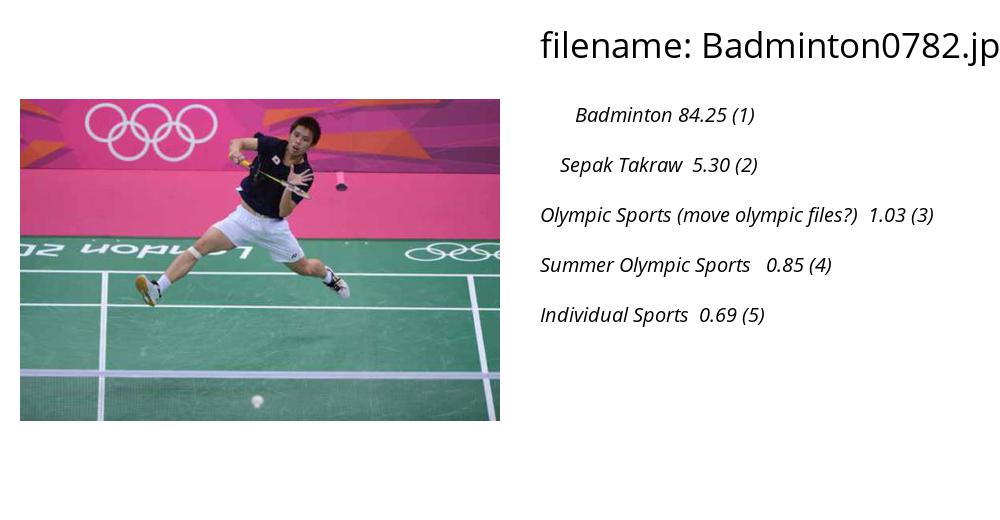 filename: Badminton0782.jp
Badminton 84.25 (1)
Sepak Takraw 5.30 (2)
Olympic Sports (move olympic files?) 1.03 (3)
Summer Olympic Sports 0.85 (4)
Individual Sports 0.69 (5)
London 20